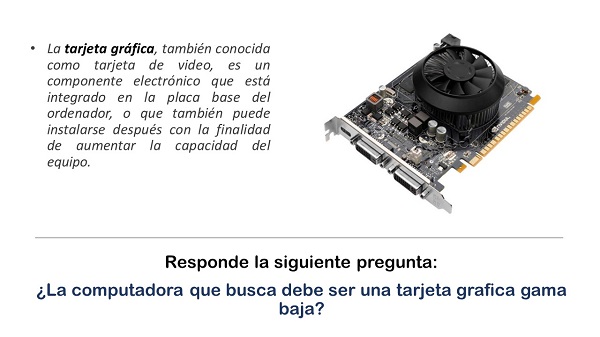 • La tarjeta gráfica, también conocida
como tarjeta de video, es un
componente electrónico que está
integrado en la placa base del
ordenador, o que también puede
instalarse después con la finalidad
de aumentar la capacidad del
equipo.
Responde la siguiente pregunta:
¿La computadora que busca debe ser una tarjeta grafica gama
baja?